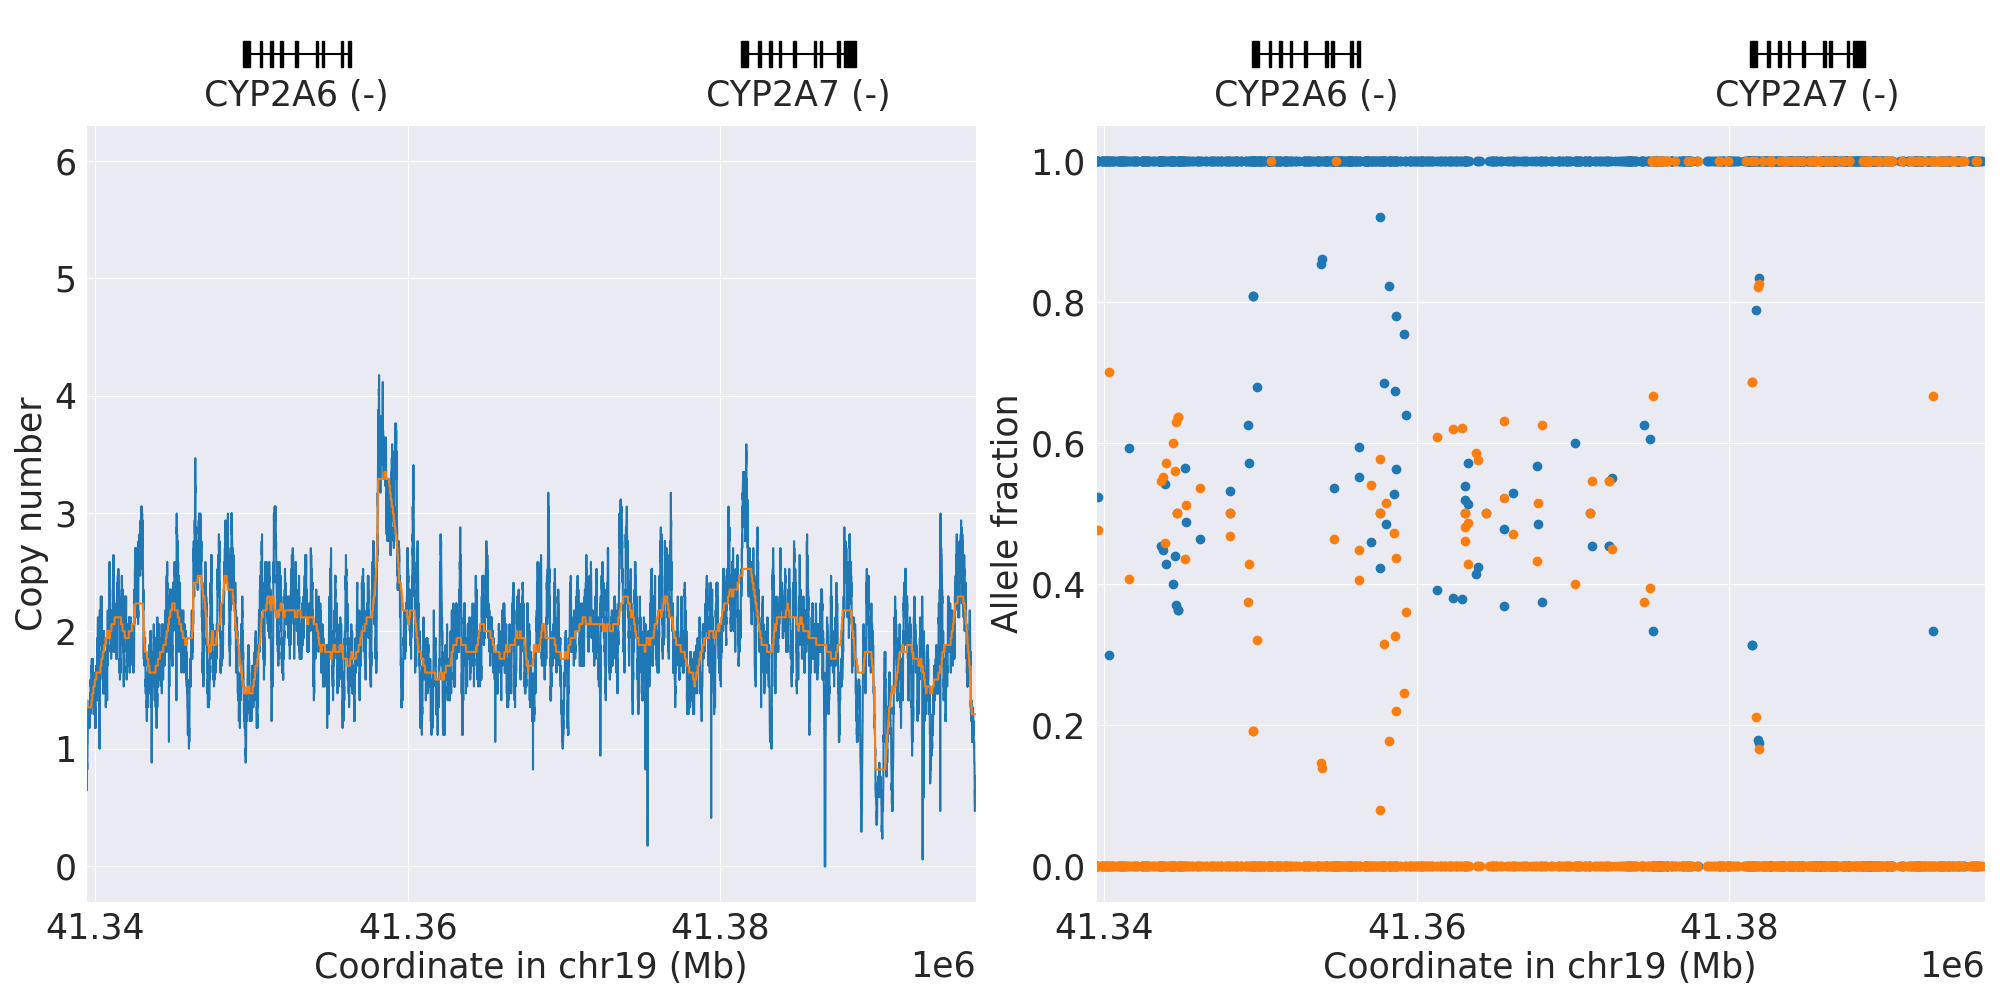 CYP2A6 (-) CYP2A7 (-)
6
5
4
3
2
1
0
Copy number
41.34 41.36 41.38
Coordinate in chr19 (Mb) 1e6
CYP2A6 (-) CYP2A7 (-)
1.0
0.8
0.6
0.4
0.2
0.0
Allele fraction
41.34 41.36 41.38
Coordinate in chr19 (Mb) 1e6